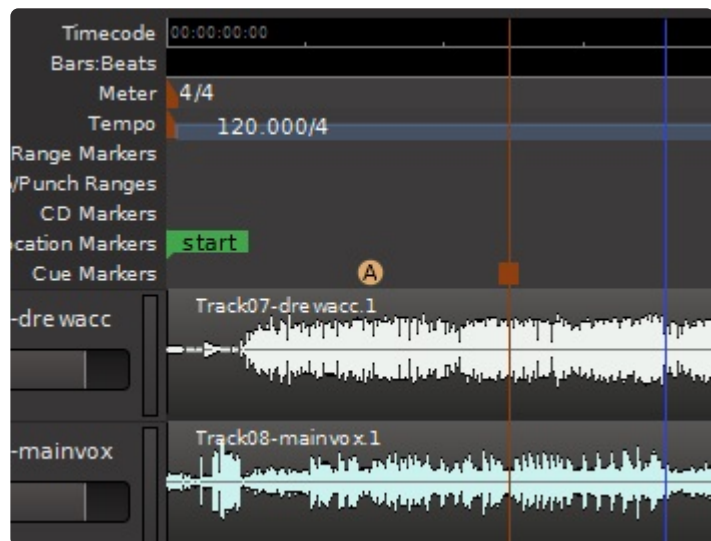 Timecode 00:00:00:00
Bars:Beats
Meter 4/4
Tempo 120.000/4
Range Markers
/Punch Ranges
CD Markers
cation Markers start
Cue Markers A
-drewacc Track07-drewacc.1
-mainvox Track08-mainvox.1